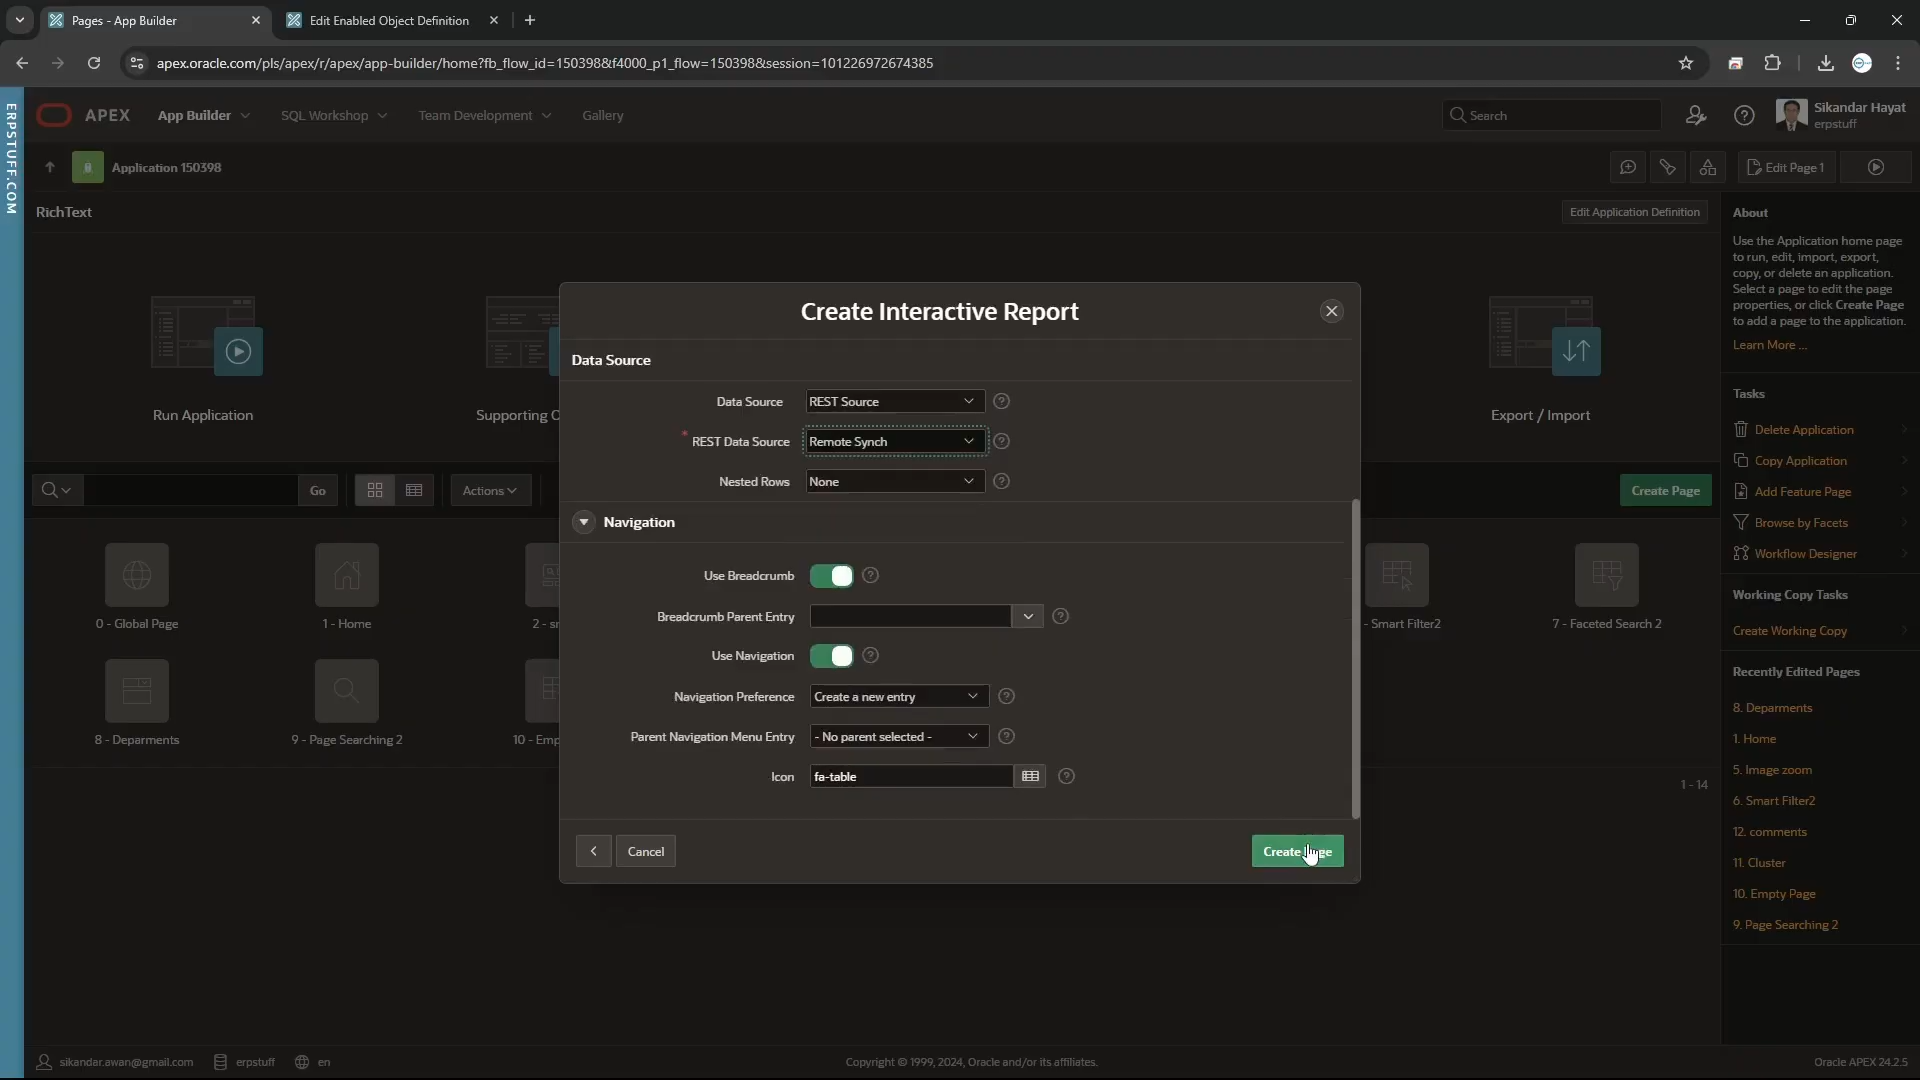 Pages - App Builder
Edit Enabled Object Definition
apex.oracle.com/pls/apex/r/apex/app-builder/home?fb_flow_id=150398&f4000_p1_flow=150398&session=101226972674385
ERPSTUFF.COM
APEX
App Builder
SQL Workshop
Team Development
Gallery
Search
Sikandar Hayat
erpstuff
Application 150398
Edit Page 1
RichText
Edit Application Definition
Run Application
Supporting O
Export / Import
Go
Actions
Create Page
0 - Global Page
1 - Home
2 - sr
- Smart Filter2
7 - Faceted Search 2
8 - Deparments
9 - Page Searching 2
10 - Emp
1 - 14
Create Interactive Report
Data Source
Data Source
REST Source
* REST Data Source
Remote Synch
Nested Rows
None
Navigation
Use Breadcrumb
Breadcrumb Parent Entry
Use Navigation
Navigation Preference
Create a new entry
Parent Navigation Menu Entry
- No parent selected -
Icon
fa-table
Cancel
Create
About
Use the Application home page
to run, edit, import, export,
copy, or delete an application.
Select a page to edit the page
properties, or click Create Page
to add a page to the application.
Learn More ...
Tasks
Delete Application
Copy Application
Add Feature Page
Browse by Facets
Workflow Designer
Working Copy Tasks
Create Working Copy
Recently Edited Pages
8. Deparments
1. Home
5. Image zoom
6. Smart Filter2
12. comments
11. Cluster
10. Empty Page
9. Page Searching 2
sikandar.awan@gmail.com
erpstuff
en
Copyright © 1999, 2024, Oracle and/or its affiliates.
Oracle APEX 24.2.5